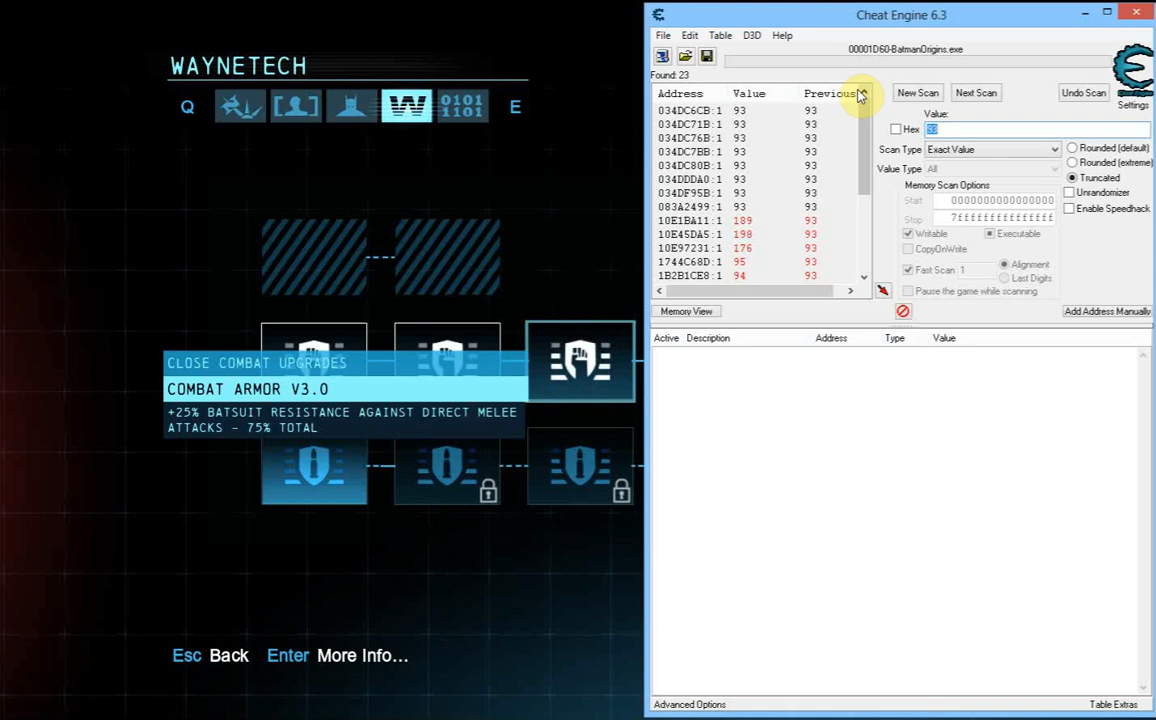 WAYNETECH
Q
W
0101
1101
E
CLOSE COMBAT UPGRADES
COMBAT ARMOR V3.0
+25% BATSUIT RESISTANCE AGAINST DIRECT MELEE
ATTACKS – 75% TOTAL
Esc Back Enter More Info...
Cheat Engine 6.3
File Edit Table D3D Help
00001D60-BatmanOrigins.exe
Found: 23
Address Value Previous
034DC6CB:1 93 93
034DC71B:1 93 93
034DC76B:1 93 93
034DC7BB:1 93 93
034DC80B:1 93 93
034DDDA0:1 93 93
034DF95B:1 93 93
083A2499:1 93 93
10E1BA11:1 189 93
10E45DA5:1 198 93
10E97231:1 176 93
1744C68D:1 95 93
1B2B1CE8:1 94 93
New Scan Next Scan Undo Scan
Settings
Value:
Hex 93
Scan Type Exact Value
Value Type All
Rounded (default)
Rounded (extreme)
Truncated
Unrandomizer
Enable Speedhack
Memory Scan Options
Start 0000000000000000
Stop 7fffffffffffffff
Writable Executable
CopyOnWrite
Fast Scan 1 Alignment
Last Digits
Pause the game while scanning
Memory View Add Address Manually
Active Description Address Type Value
Advanced Options Table Extras